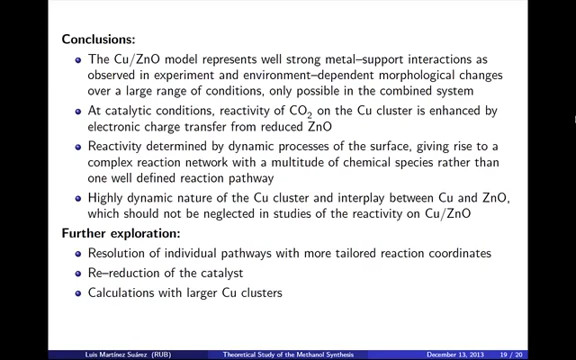 Conclusions:
The Cu/ZnO model represents well strong metal–support interactions as
observed in experiment and environment–dependent morphological changes
over a large range of conditions, only possible in the combined system
At catalytic conditions, reactivity of CO₂ on the Cu cluster is enhanced by
electronic charge transfer from reduced ZnO
Reactivity determined by dynamic processes of the surface, giving rise to a
complex reaction network with a multitude of chemical species rather than
one well defined reaction pathway
Highly dynamic nature of the Cu cluster and interplay between Cu and ZnO,
which should not be neglected in studies of the reactivity on Cu/ZnO
Further exploration:
Resolution of individual pathways with more tailored reaction coordinates
Re–reduction of the catalyst
Calculations with larger Cu clusters
Luis Martínez Suárez (RUB) Theoretical Study of the Methanol Synthesis December 13, 2013 19 / 20